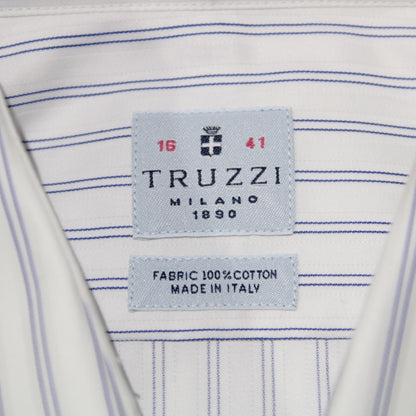 16 41
TRUZZI
MILANO
1890
FABRIC 100% COTTON
MADE IN ITALY